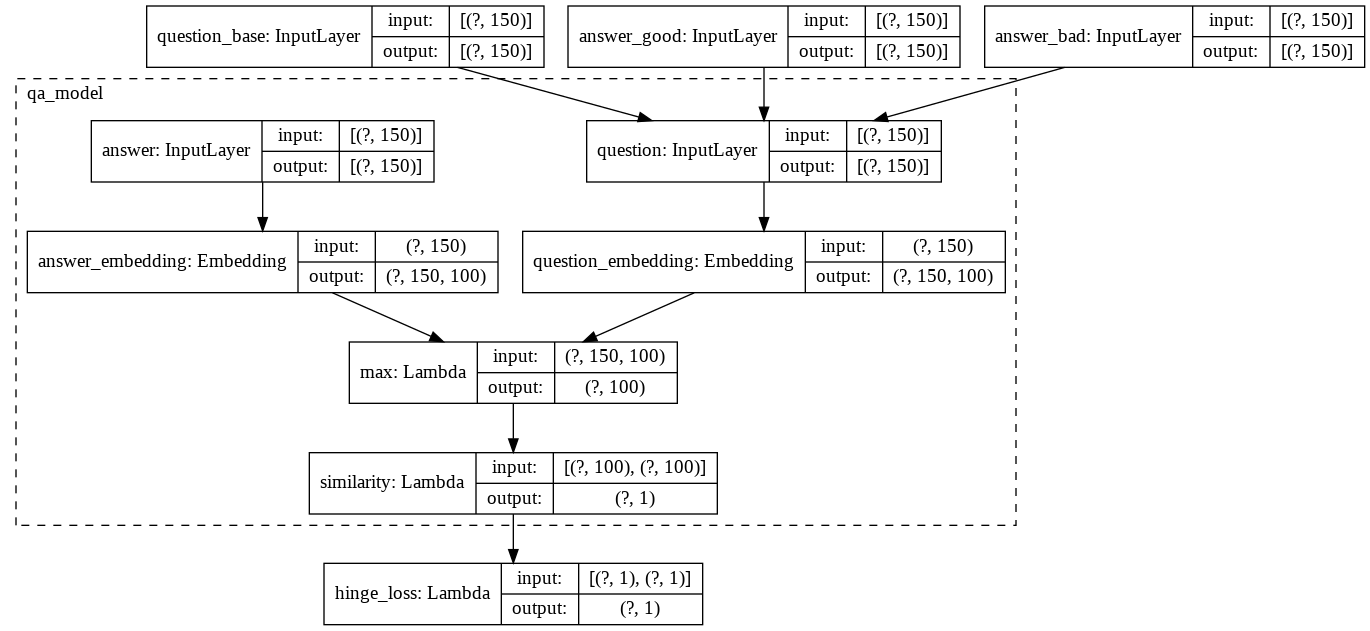 question_base: InputLayer input: [(?, 150)] output: [(?, 150)]
answer_good: InputLayer input: [(?, 150)] output: [(?, 150)]
answer_bad: InputLayer input: [(?, 150)] output: [(?, 150)]
qa_model
answer: InputLayer input: [(?, 150)] output: [(?, 150)]
question: InputLayer input: [(?, 150)] output: [(?, 150)]
answer_embedding: Embedding input: (?, 150) output: (?, 150, 100)
question_embedding: Embedding input: (?, 150) output: (?, 150, 100)
max: Lambda input: (?, 150, 100) output: (?, 100)
similarity: Lambda input: [(?, 100), (?, 100)] output: (?, 1)
hinge_loss: Lambda input: [(?, 1), (?, 1)] output: (?, 1)